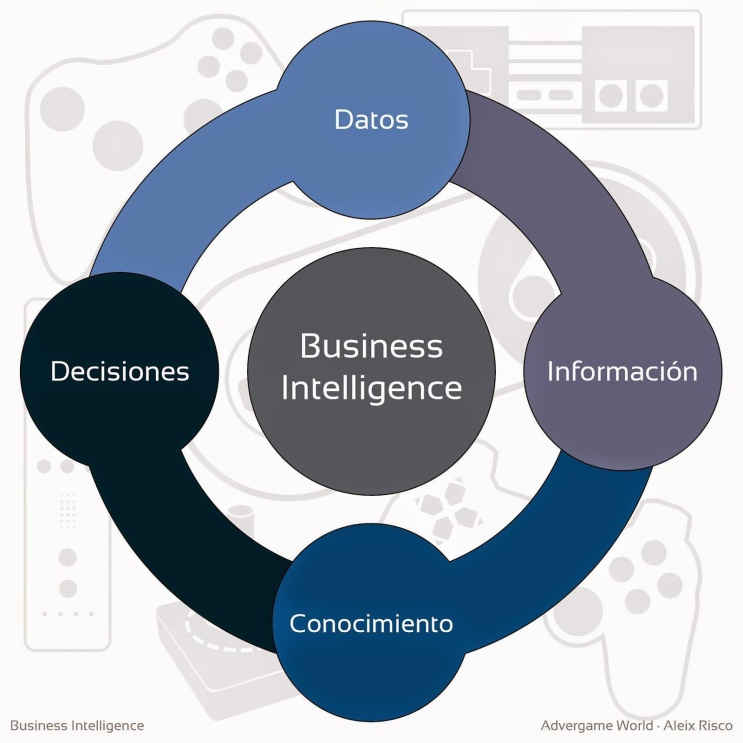 Datos
Business
Intelligence
Decisiones
Información
Conocimiento
Business Intelligence
Advergame World · Aleix Risco